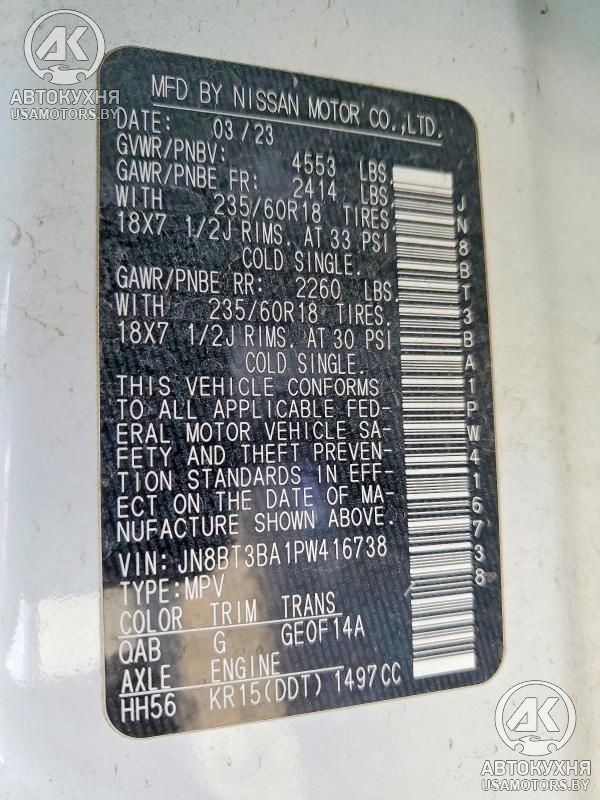 AK
АВТОКУХНЯ
USAMOTORS.BY
MFD BY NISSAN MOTOR CO.,LTD.
DATE: 03/23
GVWR/PNBV: 4553 LBS.
GAWR/PNBE FR: 2414 LBS.
WITH 235/60R18 TIRES.
18X7 1/2J RIMS. AT 33 PSI
COLD SINGLE.
GAWR/PNBE RR: 2260 LBS.
WITH 235/60R18 TIRES.
18X7 1/2J RIMS. AT 30 PSI
COLD SINGLE.
THIS VEHICLE CONFORMS
TO ALL APPLICABLE FED-
ERAL MOTOR VEHICLE SA-
FETY AND THEFT PREVEN-
TION STANDARDS IN EFF-
ECT ON THE DATE OF MA-
NUFACTURE SHOWN ABOVE.
VIN: JN8BT3BA1PW416738
TYPE:MPV
COLOR TRIM TRANS
QAB G GE0F14A
AXLE ENGINE
HH56 KR15(DDT) 1497CC
JN8BT3BA1PW416738
AK
АВТОКУХНЯ
USAMOTORS.BY